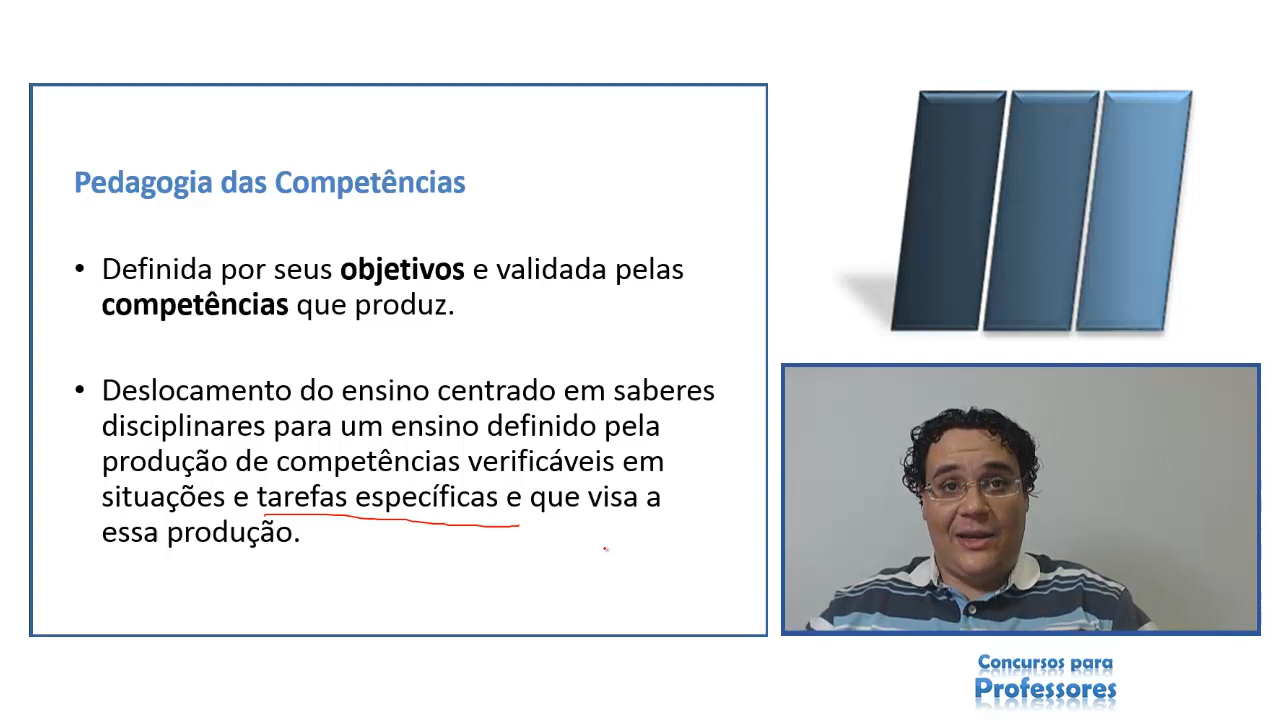 Pedagogia das Competências
• Definida por seus objetivos e validada pelas
competências que produz.
• Deslocamento do ensino centrado em saberes
disciplinares para um ensino definido pela
produção de competências verificáveis em
situações e tarefas específicas e que visa a
essa produção.
Concursos para
Professores